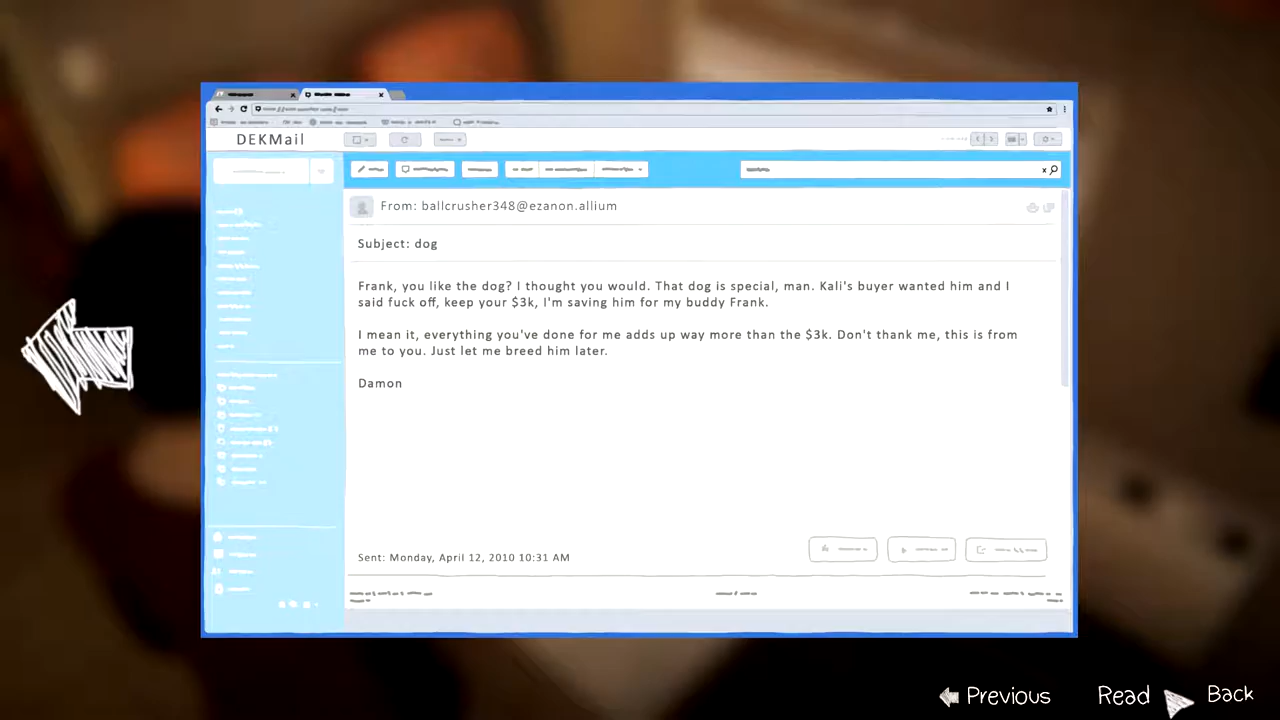 DEKMail
From: ballcrusher348@ezanon.allium
Subject: dog
Frank, you like the dog? I thought you would. That dog is special, man. Kali's buyer wanted him and I
said fuck off, keep your $3k, I'm saving him for my buddy Frank.
I mean it, everything you've done for me adds up way more than the $3k. Don't thank me, this is from
me to you. Just let me breed him later.
Damon
Sent: Monday, April 12, 2010 10:31 AM
Previous
Read
Back